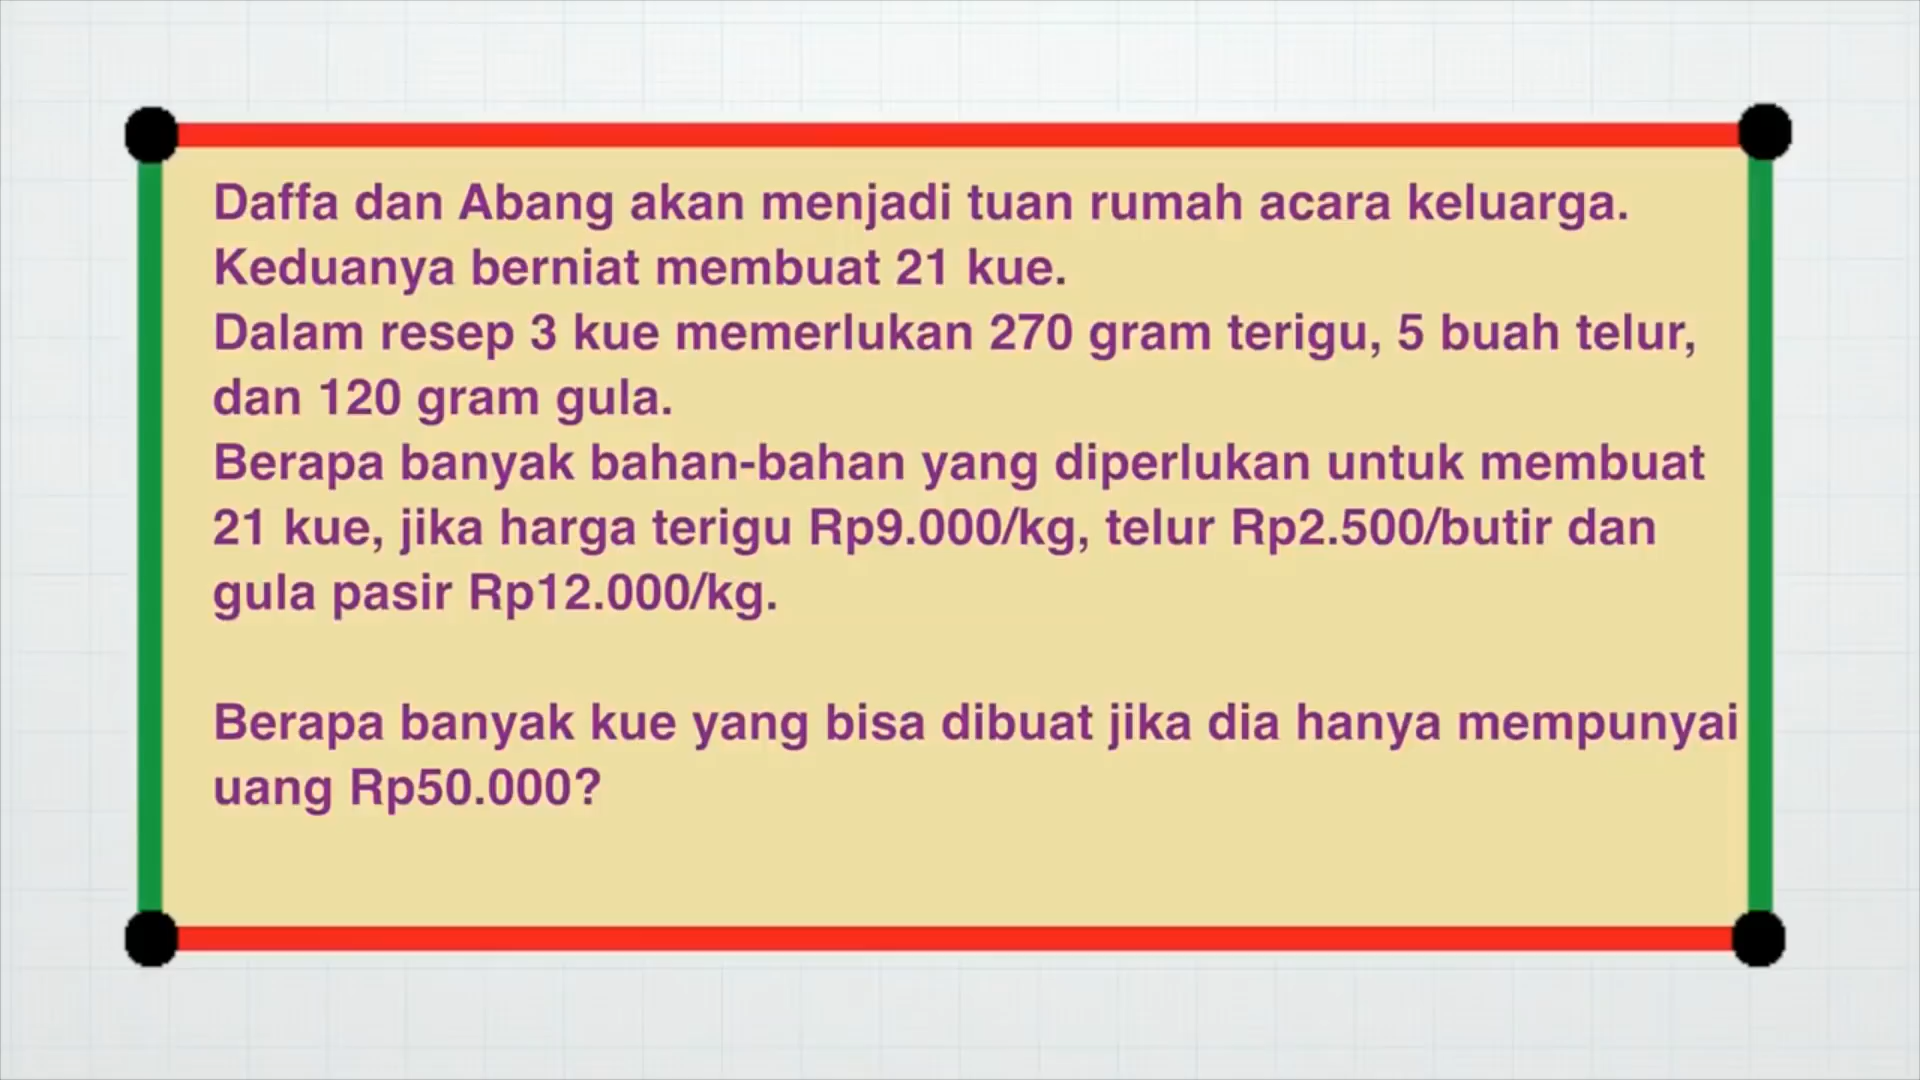 Daffa dan Abang akan menjadi tuan rumah acara keluarga.
Keduanya berniat membuat 21 kue.
Dalam resep 3 kue memerlukan 270 gram terigu, 5 buah telur,
dan 120 gram gula.
Berapa banyak bahan-bahan yang diperlukan untuk membuat
21 kue, jika harga terigu Rp9.000/kg, telur Rp2.500/butir dan
gula pasir Rp12.000/kg.
Berapa banyak kue yang bisa dibuat jika dia hanya mempunyai
uang Rp50.000?